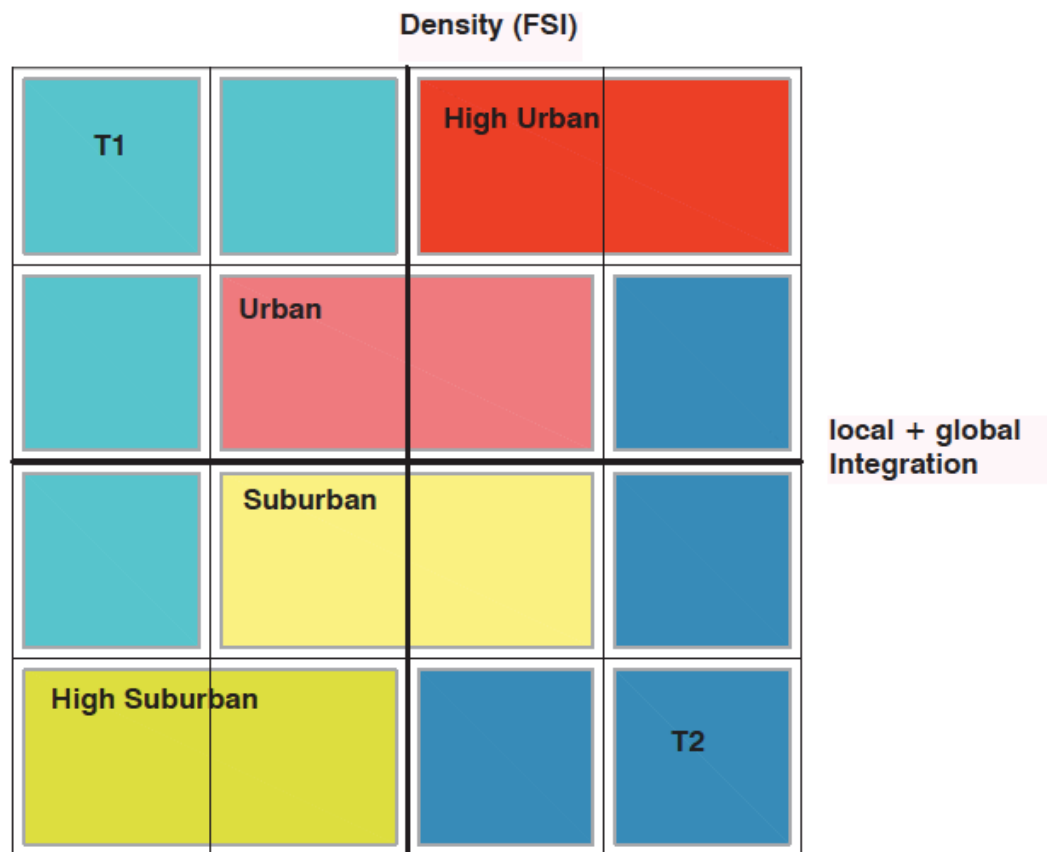 Density (FSI)
T1
High Urban
Urban
local + global
Integration
Suburban
High Suburban
T2